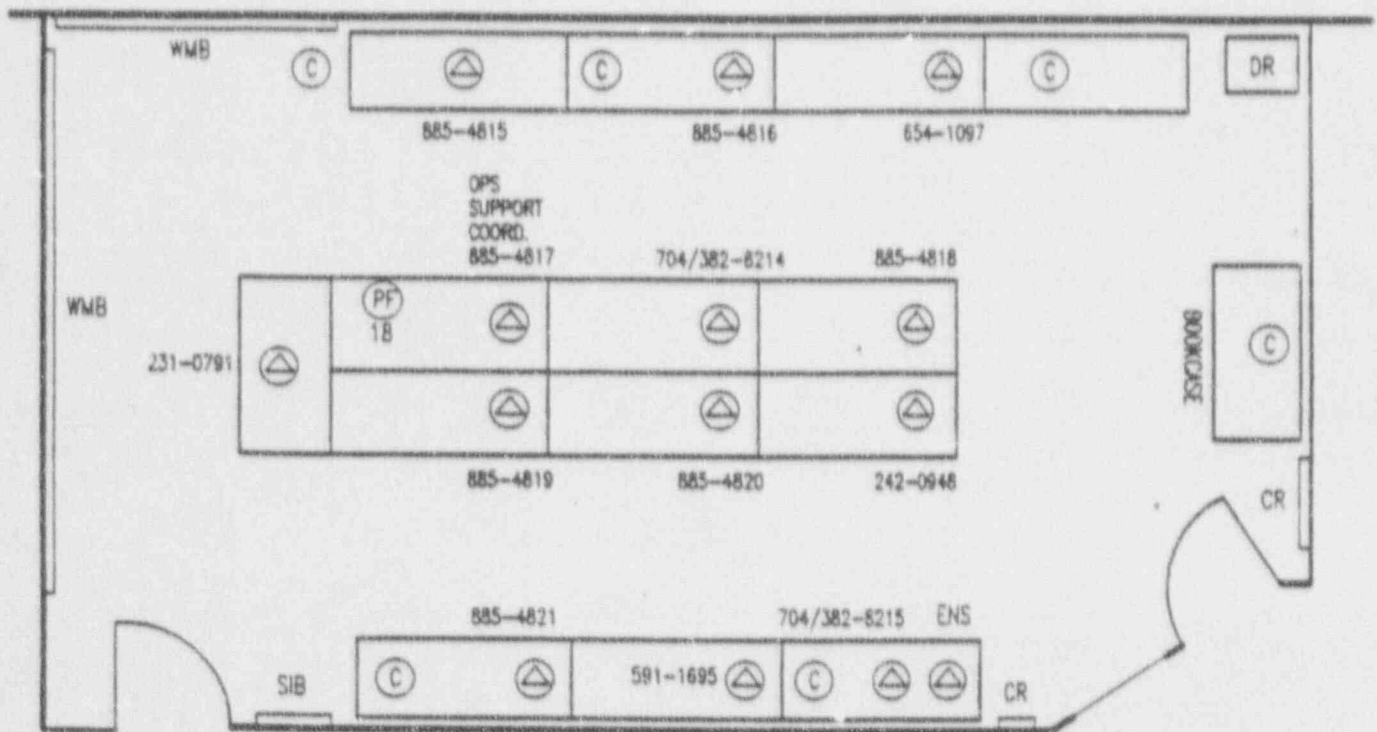 WMB
C
C
C
DR
885-4815
885-4816
654-1097
OPS
SUPPORT
COORD.
885-4817
704/382-8214
885-4818
WMB
PF
18
231-0791
BOOKCASE
C
885-4819
885-4820
242-0948
CR
885-4821
704/382-8215
ENS
SIB
C
591-1695
C
CR